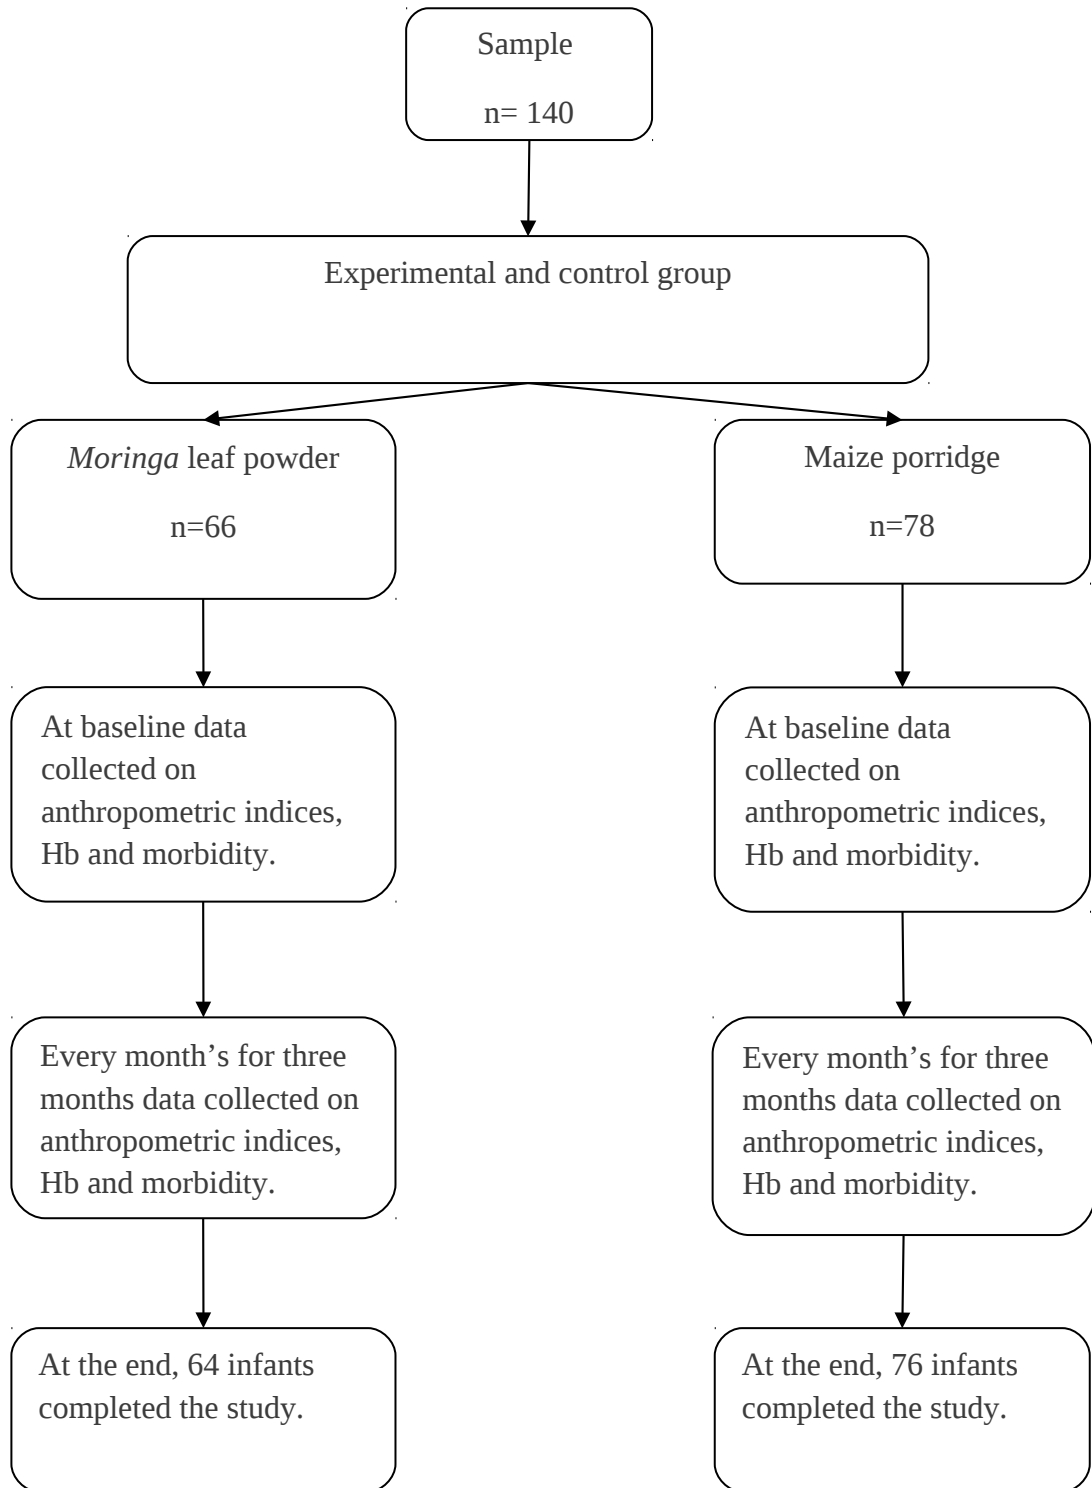 Sample
n= 140
Experimental and control group
Moringa leaf powder
n=66
Maize porridge
n=78
At baseline data
collected on
anthropometric indices,
Hb and morbidity.
At baseline data
collected on
anthropometric indices,
Hb and morbidity.
Every month’s for three
months data collected on
anthropometric indices,
Hb and morbidity.
Every month’s for three
months data collected on
anthropometric indices,
Hb and morbidity.
At the end, 64 infants
completed the study.
At the end, 76 infants
completed the study.